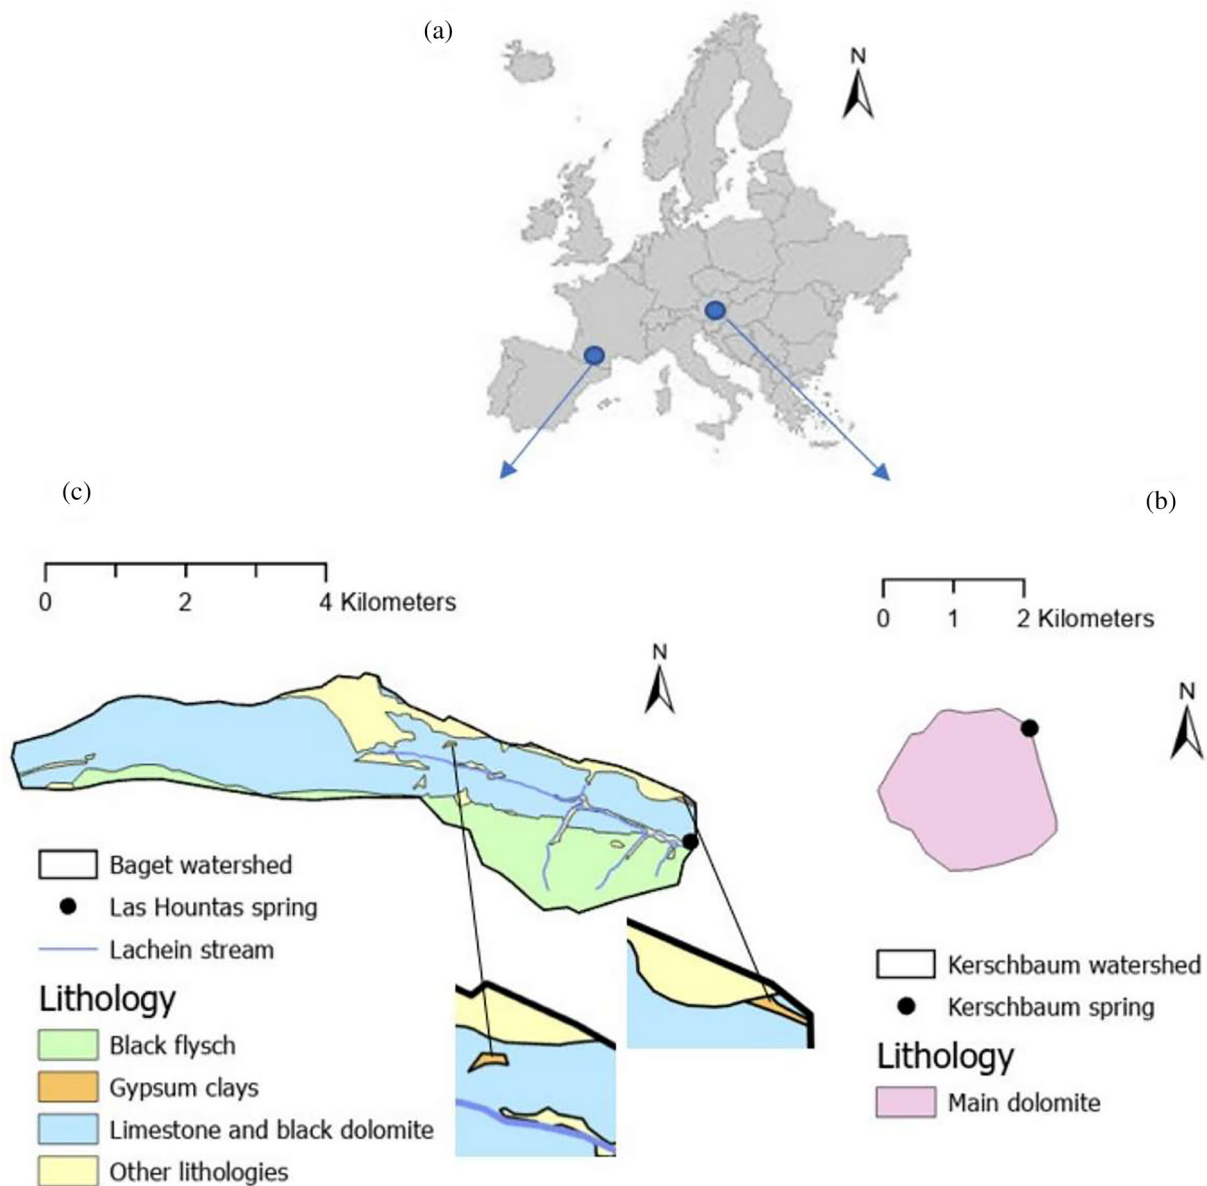 (a)
N
(c)
(b)
0 2 4 Kilometers
0 1 2 Kilometers
N
N
Baget watershed
Las Hountas spring
Lachein stream
Lithology
Black flysch
Gypsum clays
Limestone and black dolomite
Other lithologies
Kerschbaum watershed
Kerschbaum spring
Lithology
Main dolomite